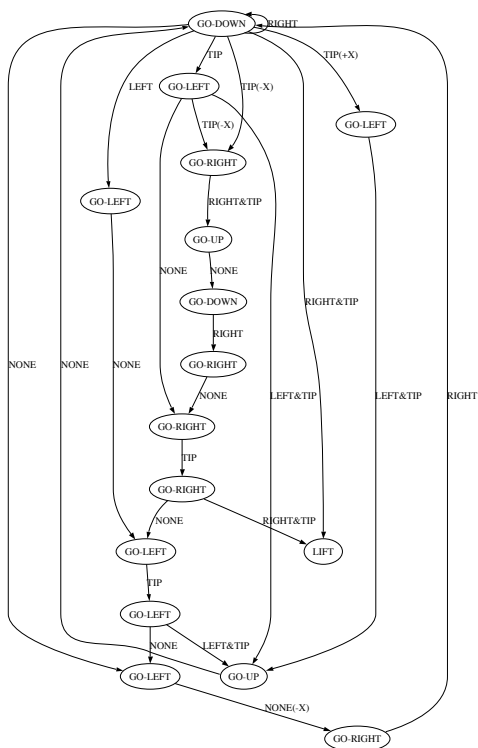 GO-DOWN
RIGHT
TIP
TIP(+X)
LEFT
GO-LEFT
TIP(-X)
TIP(-X)
GO-LEFT
GO-RIGHT
GO-LEFT
RIGHT&TIP
GO-UP
NONE
NONE
GO-DOWN
RIGHT&TIP
RIGHT
NONE
NONE
NONE
GO-RIGHT
RIGHT
NONE
LEFT&TIP
LEFT&TIP
GO-RIGHT
TIP
GO-RIGHT
NONE
RIGHT&TIP
GO-LEFT
LIFT
TIP
GO-LEFT
NONE
LEFT&TIP
GO-LEFT
GO-UP
NONE(-X)
GO-RIGHT